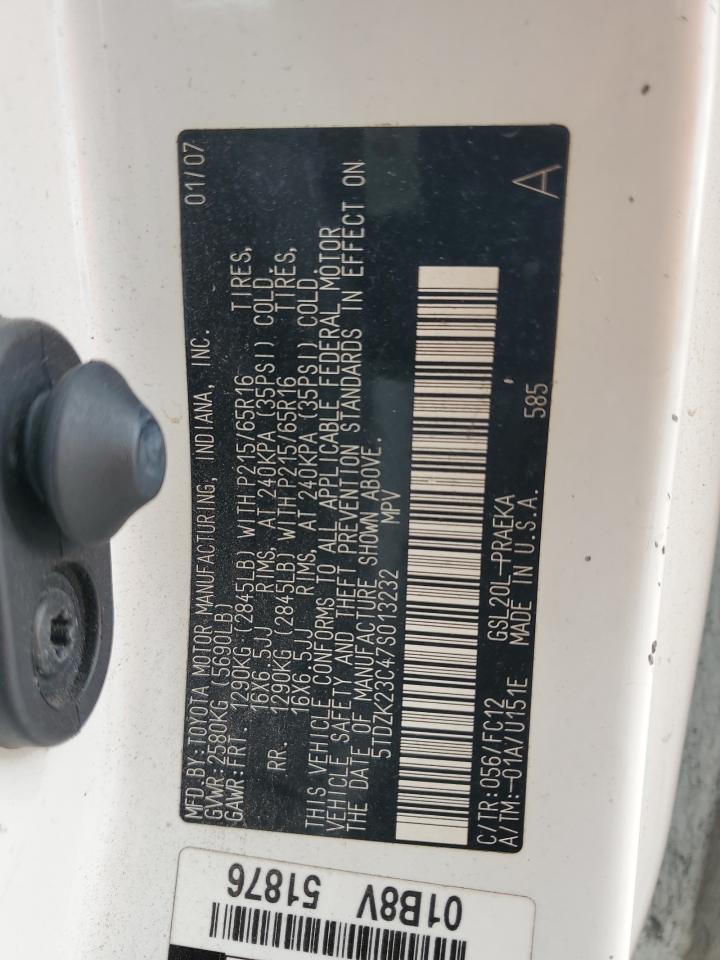 MFD.BY:TOYOTA MOTOR MANUFACTURING, INDIANA, INC. 01/07
GVWR:2580KG (5690LB)
GAWR:FRT. 1290KG (2845LB) WITH P215/65R16 TIRES,
16X6.5JJ RIMS, AT 240KPA (35PSI) COLD
RR. 1290KG (2845LB) WITH P215/65R16 TIRES,
16X6.5JJ RIMS, AT 240KPA (35PSI) COLD
THIS VEHICLE CONFORMS TO ALL APPLICABLE FEDERAL MOTOR
VEHICLE SAFETY AND THEFT PREVENTION STANDARDS IN EFFECT ON
THE DATE OF MANUFACTURE SHOWN ABOVE.
5TDZK23C47S013232 MPV
C/TR:056/FC12 GSL20L-PRAEKA
A/TM:-01A/U151E MADE IN U.S.A. 585 A
01B8V
51876